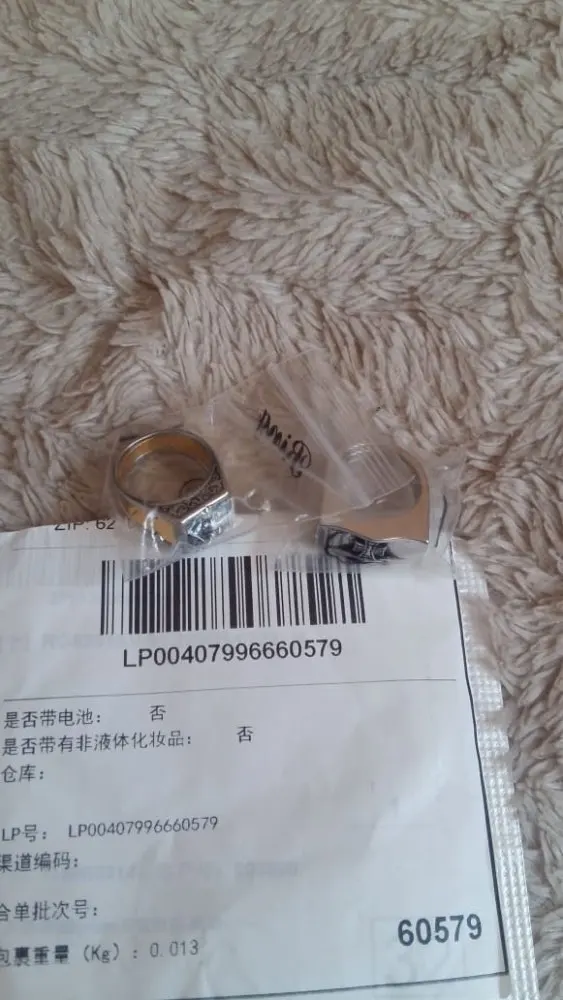 Ring
ZIP: 62
LP00407996660579
是否带电池: 否
是否带有非液体化妆品: 否
仓库:
LP号: LP00407996660579
渠道编码:
合单批次号:
60579
包裹重量 (Kg) : 0.013